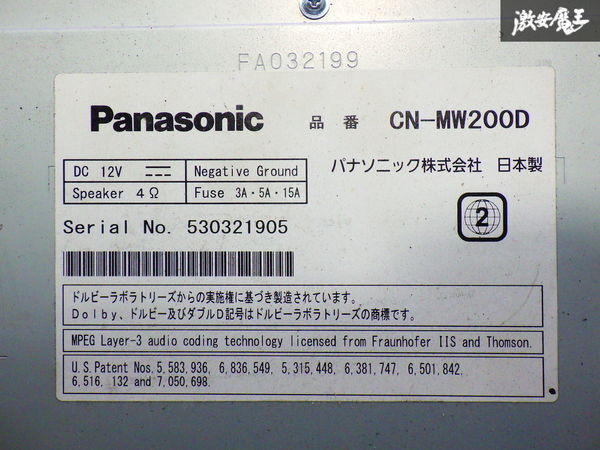 激安魔王
FA032199
Panasonic 品番 CN-MW200D
DC 12V Negative Ground
Speaker 4Ω Fuse 3A・5A・15A
パナソニック株式会社 日本製
Serial No. 530321905
2
ドルビーラボラトリーズからの実施権に基づき製造されています。
Dolby、ドルビー及びダブルD記号はドルビーラボラトリーズの商標です。
MPEG Layer-3 audio coding technology licensed from Fraunhofer IIS and Thomson.
U.S. Patent Nos. 5,583,936, 6,836,549, 5,315,448, 6,381,747, 6,501,842,
6,516, 132 and 7,050,698.